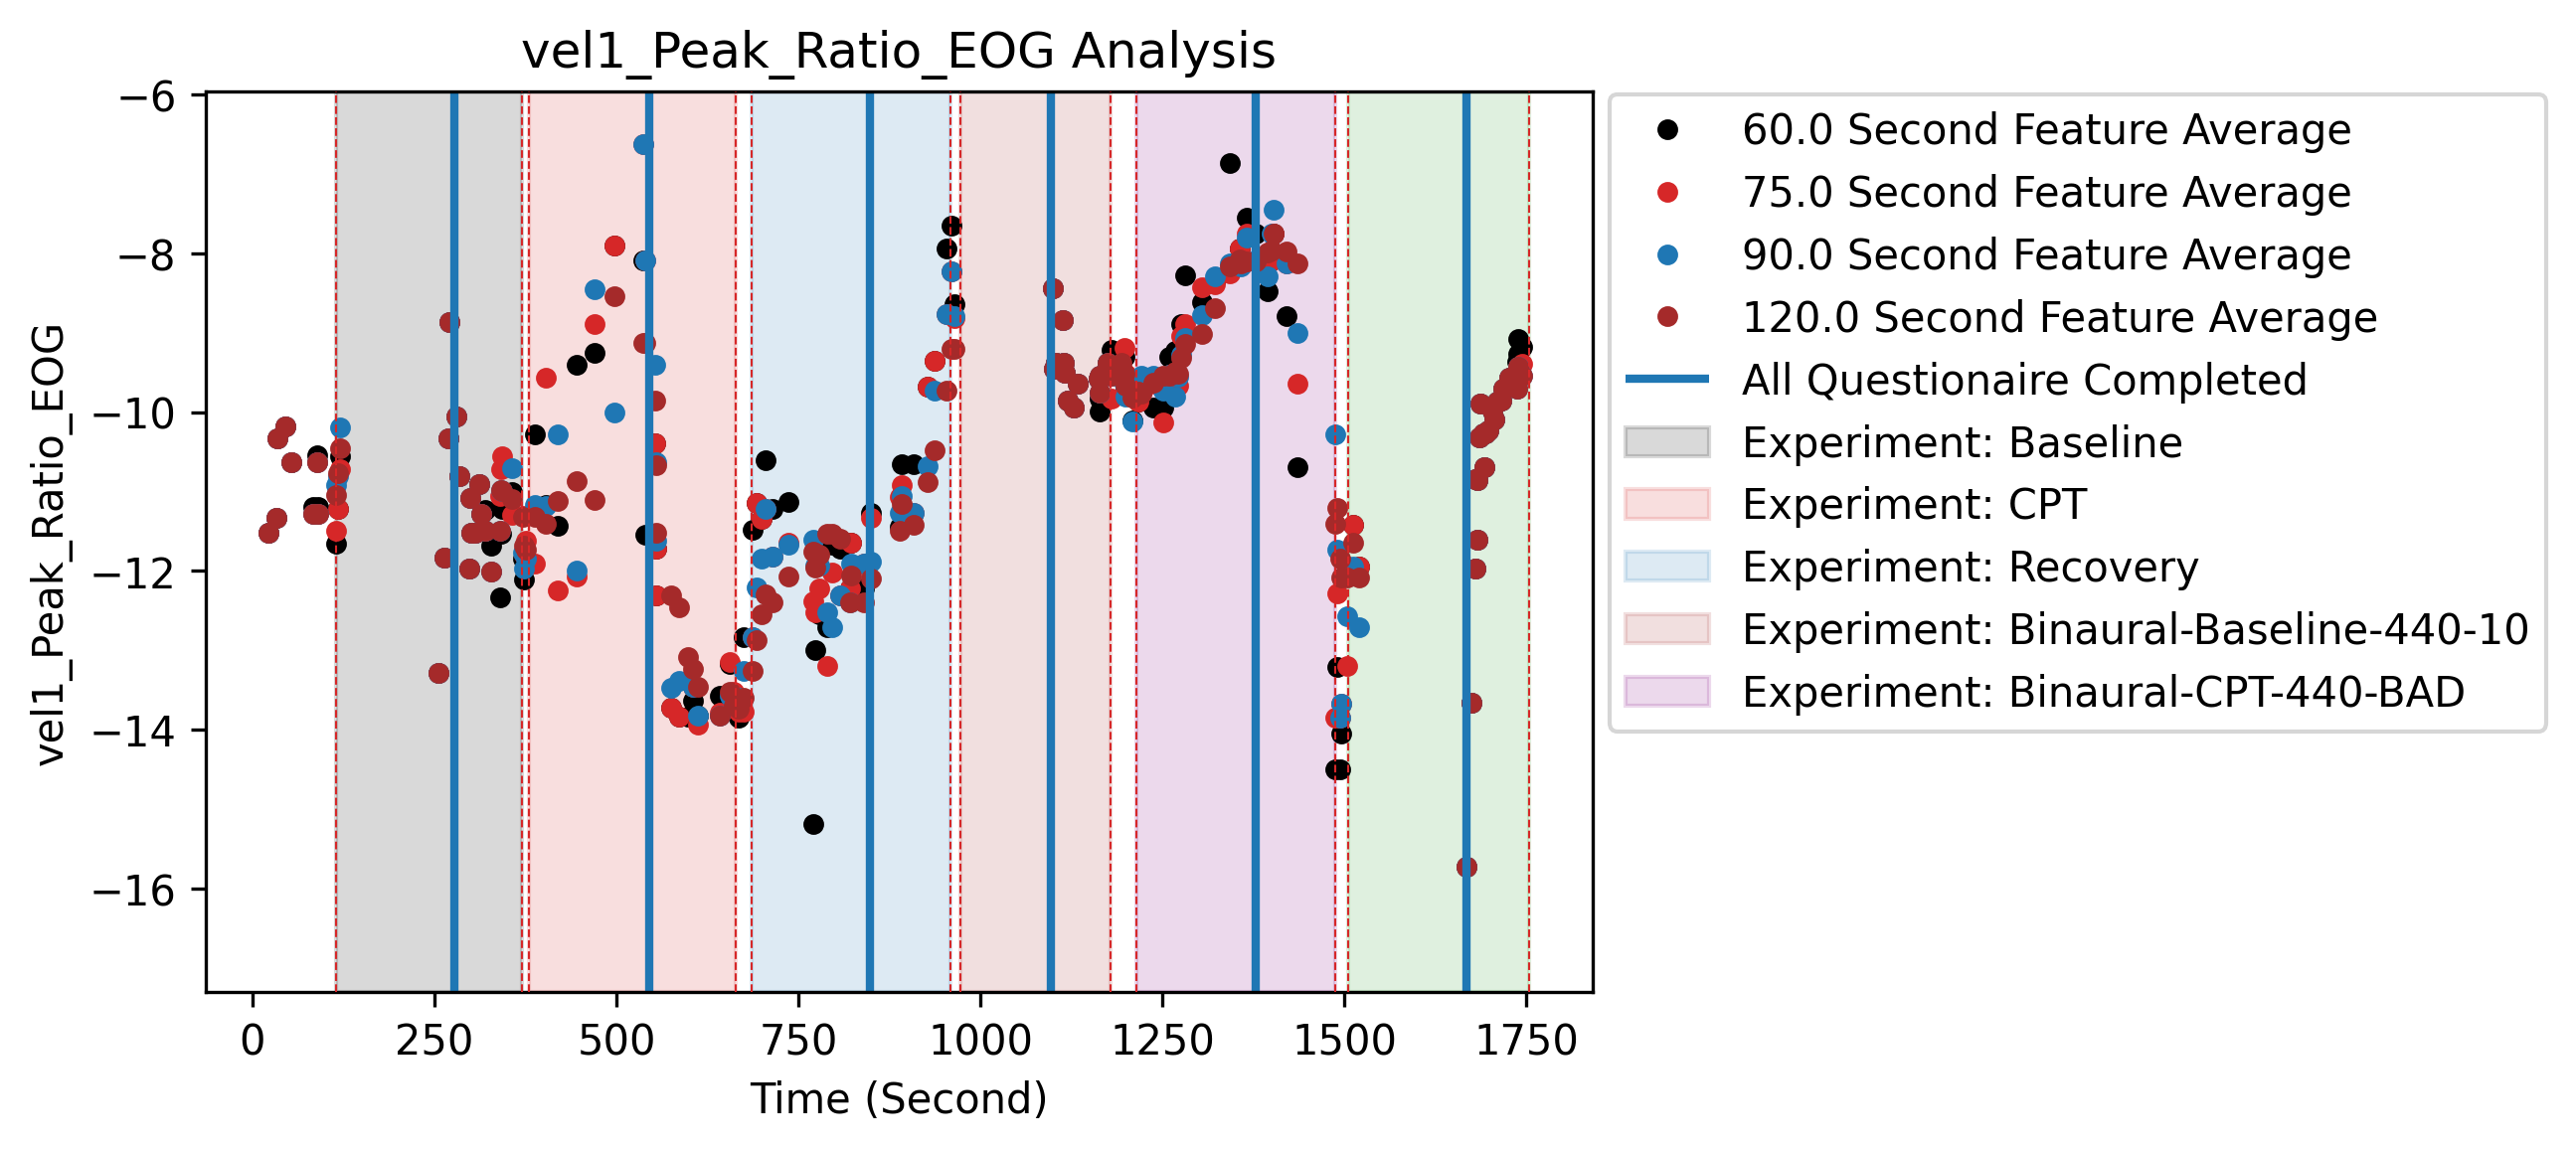 vel1_Peak_Ratio_EOG Analysis
vel1_Peak_Ratio_EOG
−6
−8
−10
−12
−14
−16
0 250 500 750 1000 1250 1500 1750
Time (Second)
60.0 Second Feature Average
75.0 Second Feature Average
90.0 Second Feature Average
120.0 Second Feature Average
All Questionaire Completed
Experiment: Baseline
Experiment: CPT
Experiment: Recovery
Experiment: Binaural-Baseline-440-10
Experiment: Binaural-CPT-440-BAD